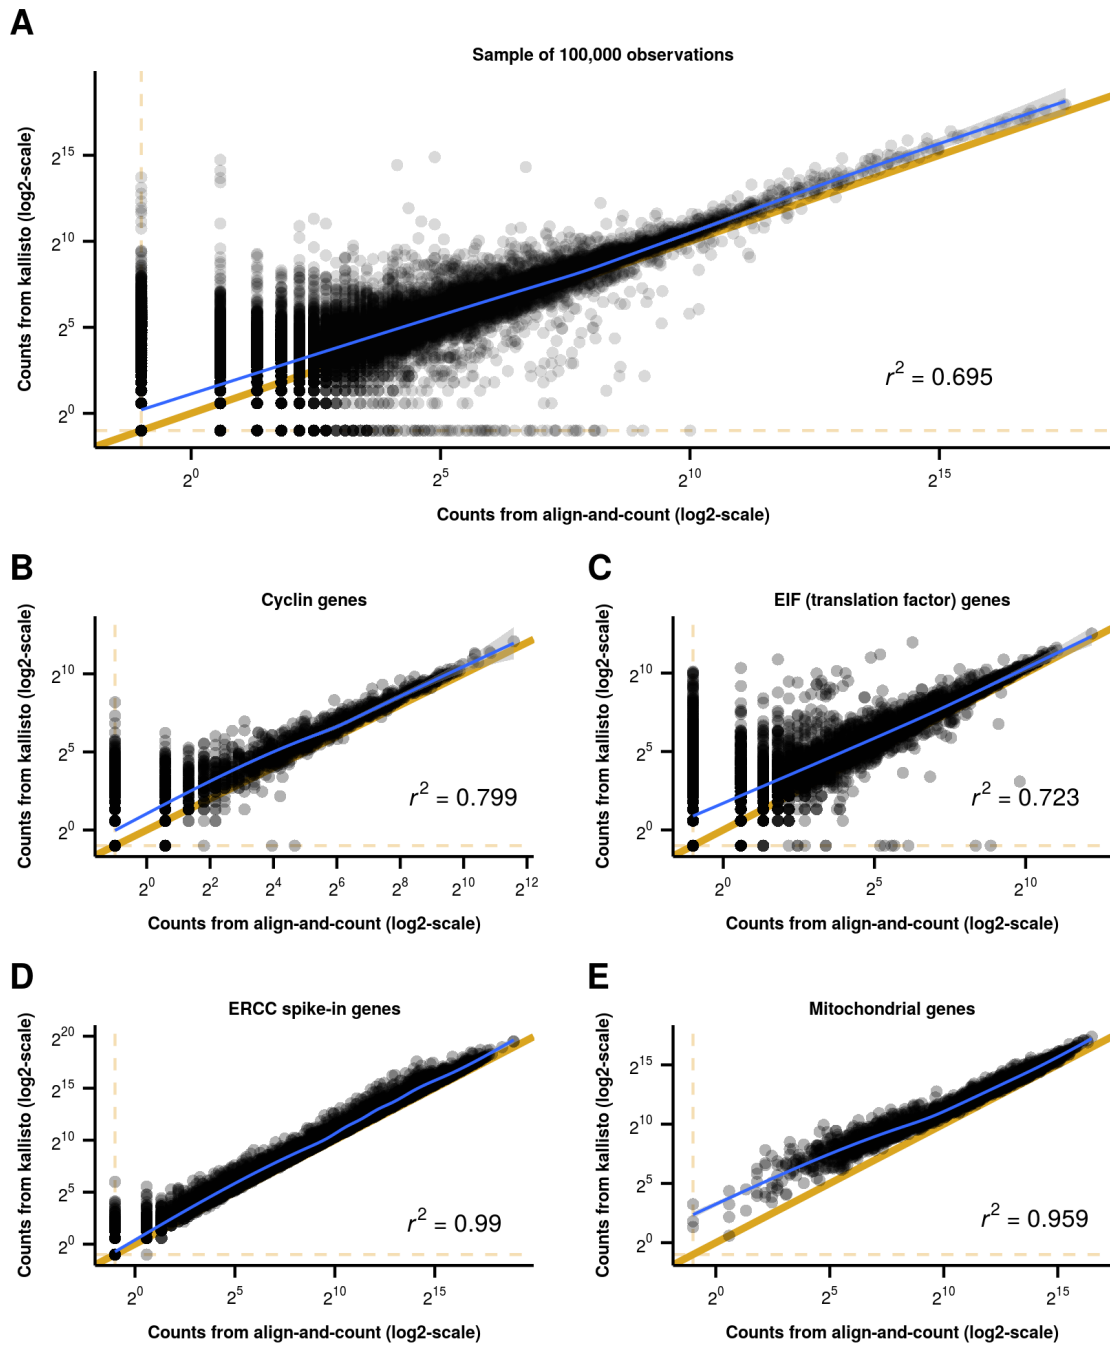 A
Sample of 100,000 observations
Counts from kallisto (log2-scale)
2^15
2^10
2^5
2^0
r^2 = 0.695
2^0 2^5 2^10 2^15
Counts from align-and-count (log2-scale)
B
Cyclin genes
Counts from kallisto (log2-scale)
2^10
2^5
2^0
r^2 = 0.799
2^0 2^2 2^4 2^6 2^8 2^10 2^12
Counts from align-and-count (log2-scale)
C
EIF (translation factor) genes
Counts from kallisto (log2-scale)
2^10
2^5
2^0
r^2 = 0.723
2^0 2^5 2^10
Counts from align-and-count (log2-scale)
D
ERCC spike-in genes
Counts from kallisto (log2-scale)
2^20
2^15
2^10
2^5
2^0
r^2 = 0.99
2^0 2^5 2^10 2^15
Counts from align-and-count (log2-scale)
E
Mitochondrial genes
Counts from kallisto (log2-scale)
2^15
2^10
2^5
2^0
r^2 = 0.959
2^0 2^5 2^10 2^15
Counts from align-and-count (log2-scale)